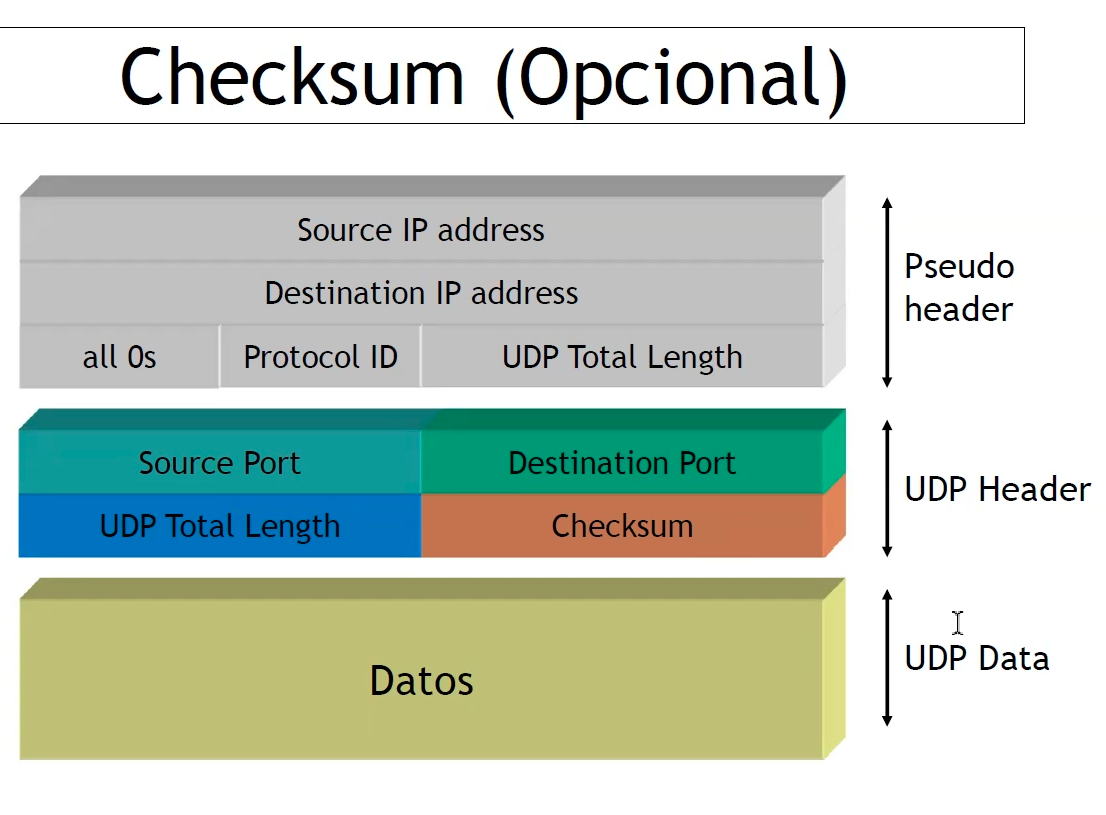 Checksum (Opcional)
Source IP address
Destination IP address
all 0s Protocol ID UDP Total Length
Pseudo
header
Source Port Destination Port
UDP Total Length Checksum
UDP Header
Datos
UDP Data